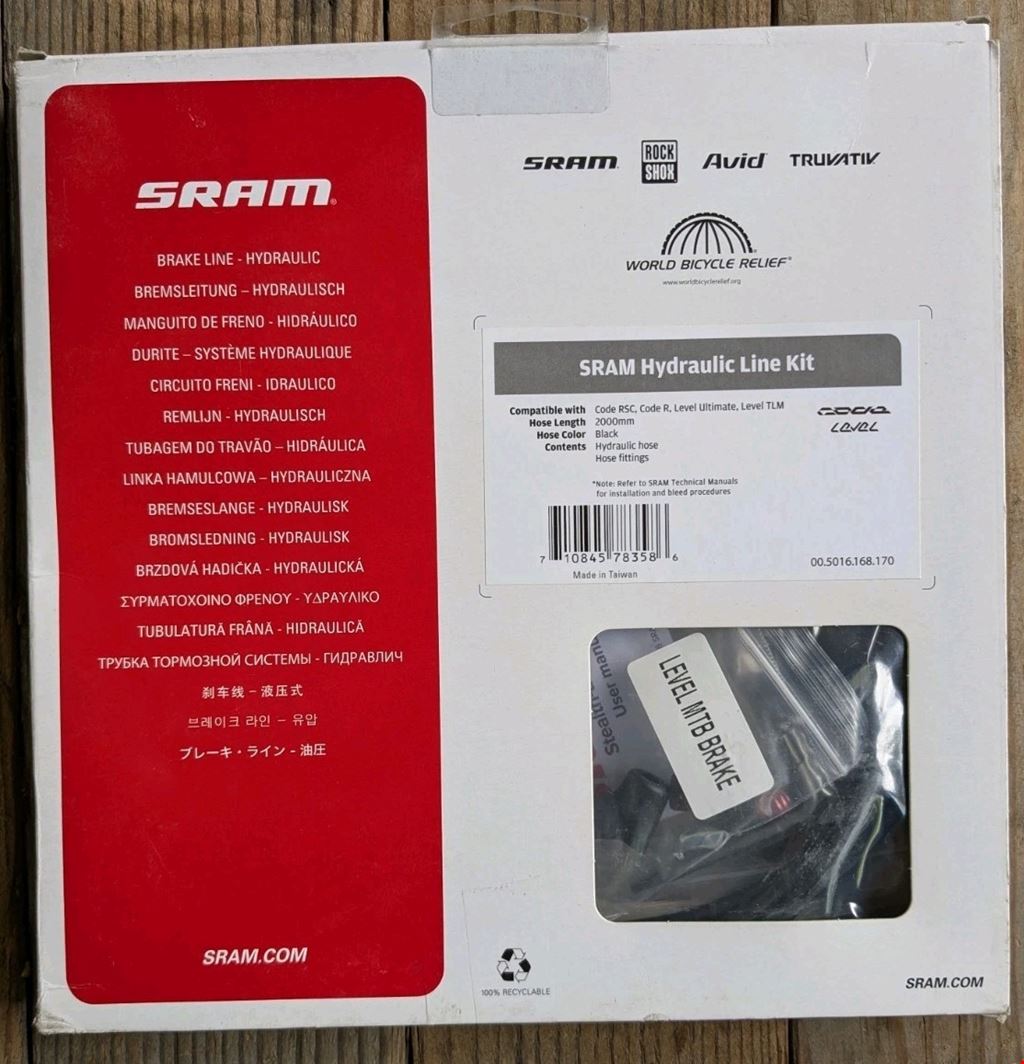 SRAM
BRAKE LINE - HYDRAULIC
BREMSLEITUNG – HYDRAULISCH
MANGUITO DE FRENO - HIDRÁULICO
DURITE – SYSTÈME HYDRAULIQUE
CIRCUITO FRENI - IDRAULICO
REMLIJN - HYDRAULISCH
TUBAGEM DO TRAVÃO – HIDRÁULICA
LINKA HAMULCOWA – HYDRAULICZNA
BREMSESLANGE - HYDRAULISK
BROMSLEDNING - HYDRAULISK
BRZDOVÁ HADIČKA - HYDRAULICKÁ
ΣΥΡΜΑΤΟΧΟΙΝΟ ΦΡΕΝΟΥ - ΥΔΡΑΥΛΙΚΟ
TUBULATURĂ FRÂNĂ - HIDRAULICĂ
ТРУБКА ТОРМОЗНОЙ СИСТЕМЫ - ГИДРАВЛИЧ
刹车线 – 液压式
브레이크 라인 – 유압
ブレーキ・ライン - 油圧
SRAM.COM
SRAM ROCK SHOX Avid TRUVATIV
WORLD BICYCLE RELIEF®
www.worldbicyclerelief.org
SRAM Hydraulic Line Kit
Compatible with Code RSC, Code R, Level Ultimate, Level TLM
Hose Length 2000mm
Hose Color Black
Contents Hydraulic hose
Hose fittings
CODE
LEVEL
*Note: Refer to SRAM Technical Manuals
for installation and bleed procedures
7 10845 78358 6
Made in Taiwan
00.5016.168.170
LEVEL MTB BRAKE
User manu
100% RECYCLABLE
SRAM.COM